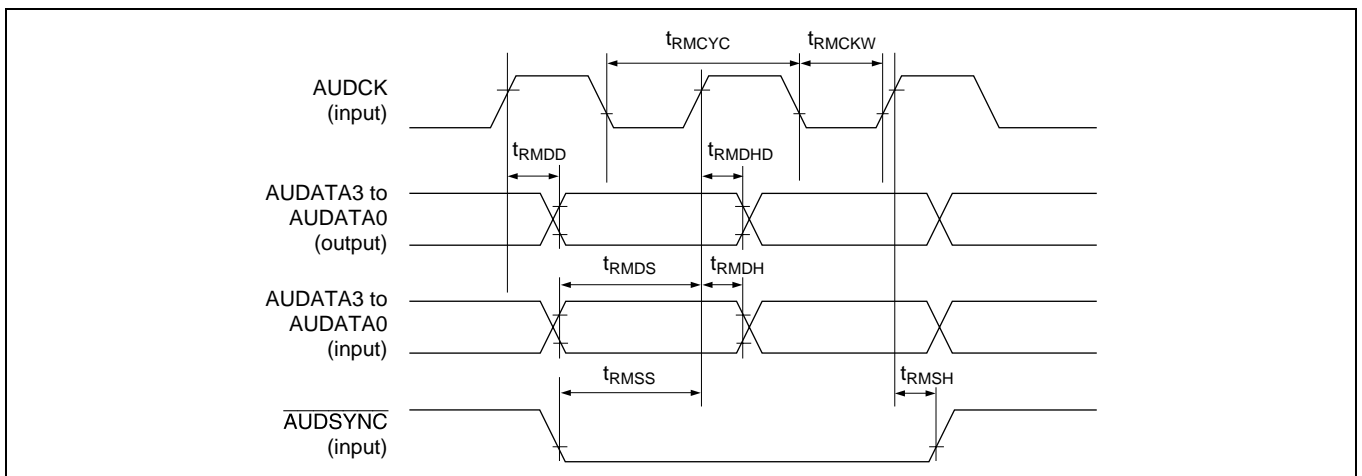 tRMCYC
tRMCKW
AUDCK
(input)
tRMDD
tRMDHD
AUDATA3 to
AUDATA0
(output)
tRMDS
tRMDH
AUDATA3 to
AUDATA0
(input)
tRMSS
tRMSH
AUDSYNC
(input)